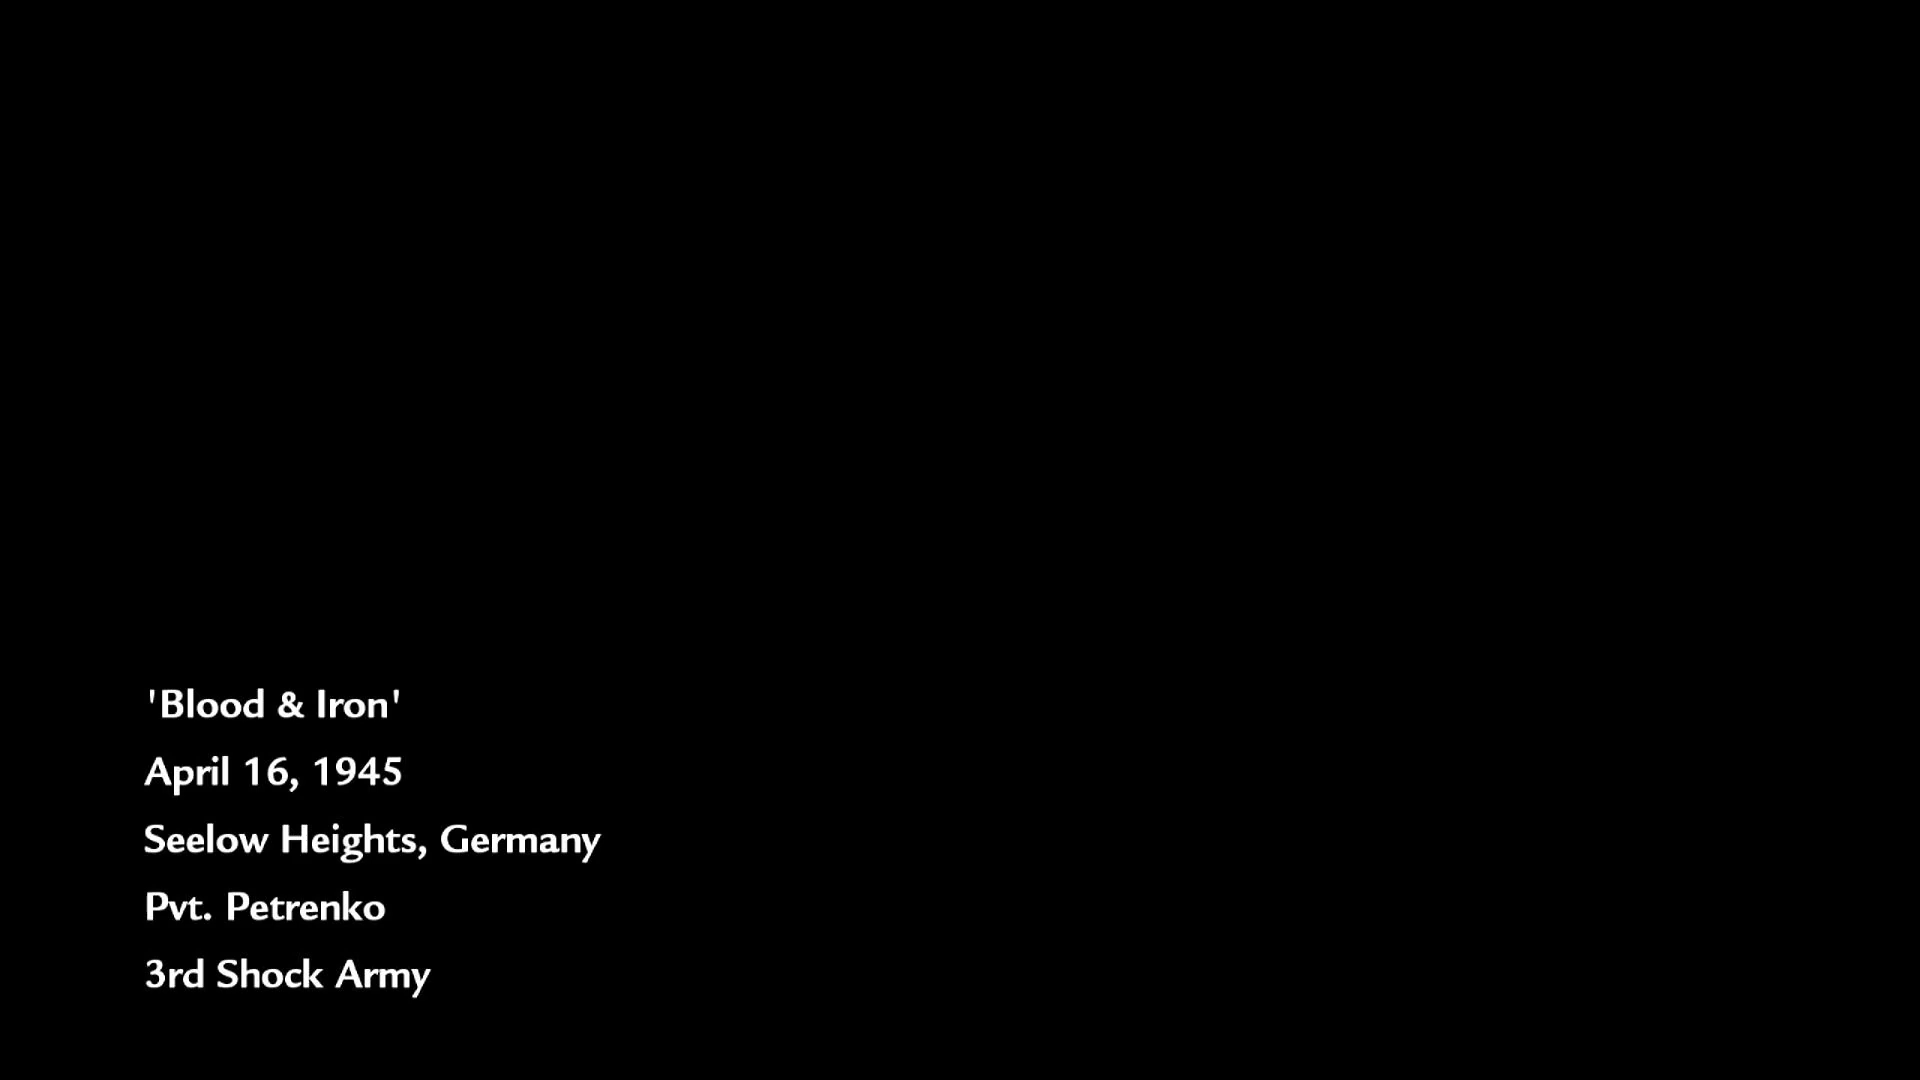 'Blood & Iron'
April 16, 1945
Seelow Heights, Germany
Pvt. Petrenko
3rd Shock Army